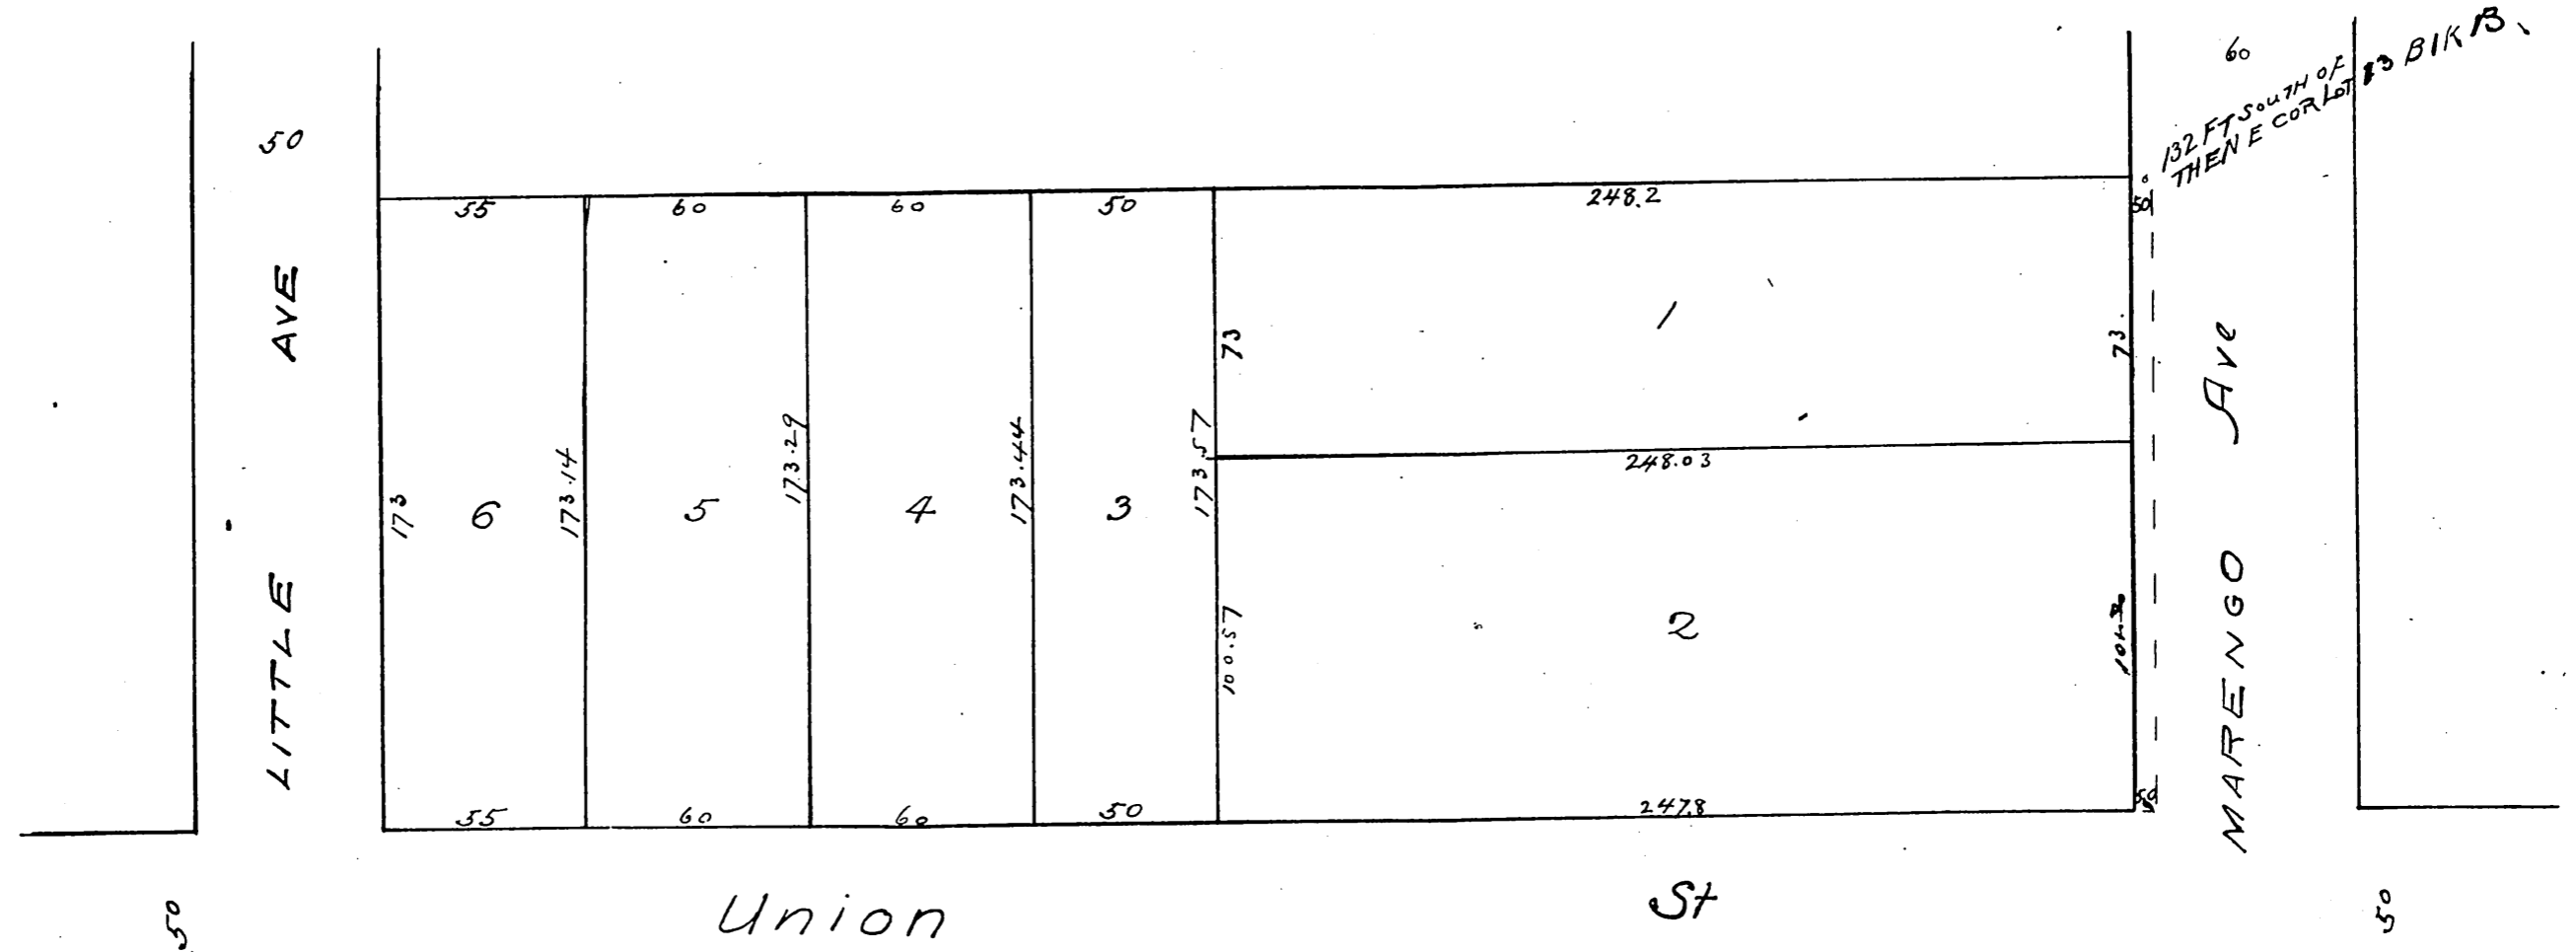 60
132 FT SOUTH OF
THE N E COR LOT 13 BlK B.
50
55 60 60 50 248.2 50
AVE
Ave
1
73 73.
173 173.14 173.29 173.44 173.57
248.03
6 5 4 3
2
100.57
LITTLE
MARENGO
55 60 60 50 247.8 50
Union St
50 50